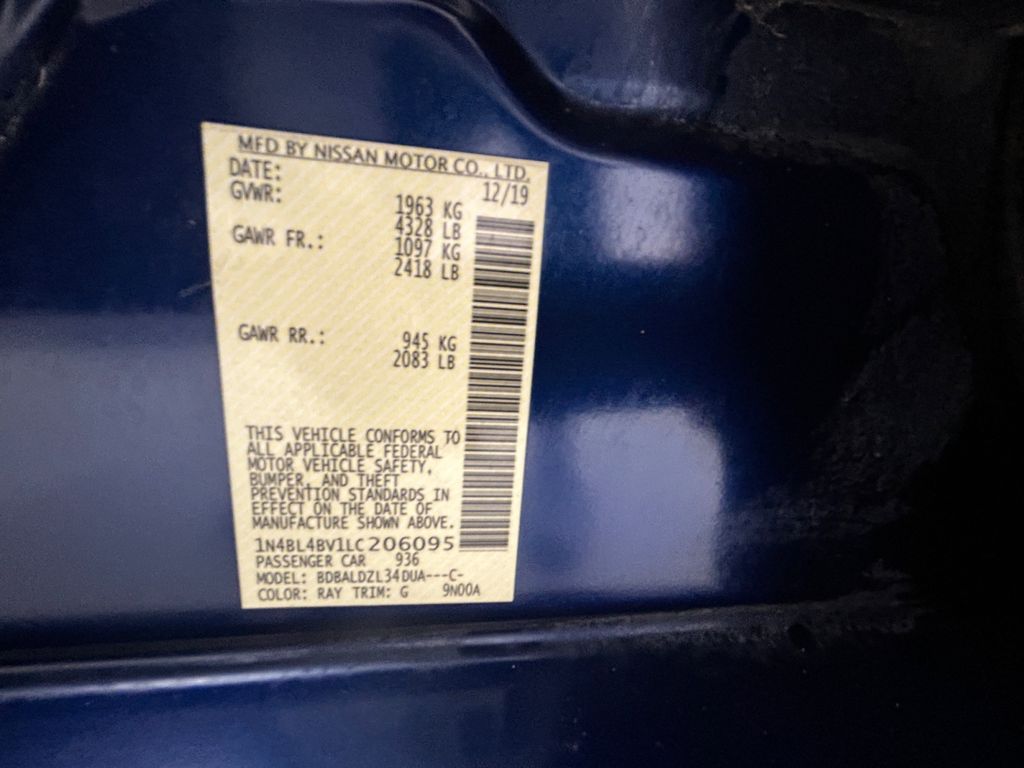 MFD BY NISSAN MOTOR CO., LTD.
DATE: 12/19
GVWR: 1963 KG
4328 LB
GAWR FR.: 1097 KG
2418 LB
GAWR RR.: 945 KG
2083 LB
THIS VEHICLE CONFORMS TO
ALL APPLICABLE FEDERAL
MOTOR VEHICLE SAFETY,
BUMPER, AND THEFT
PREVENTION STANDARDS IN
EFFECT ON THE DATE OF
MANUFACTURE SHOWN ABOVE.
1N4BL4BV1LC206095
PASSENGER CAR 936
MODEL: BDBALDZL34DUA---C-
COLOR: RAY TRIM: G 9N00A